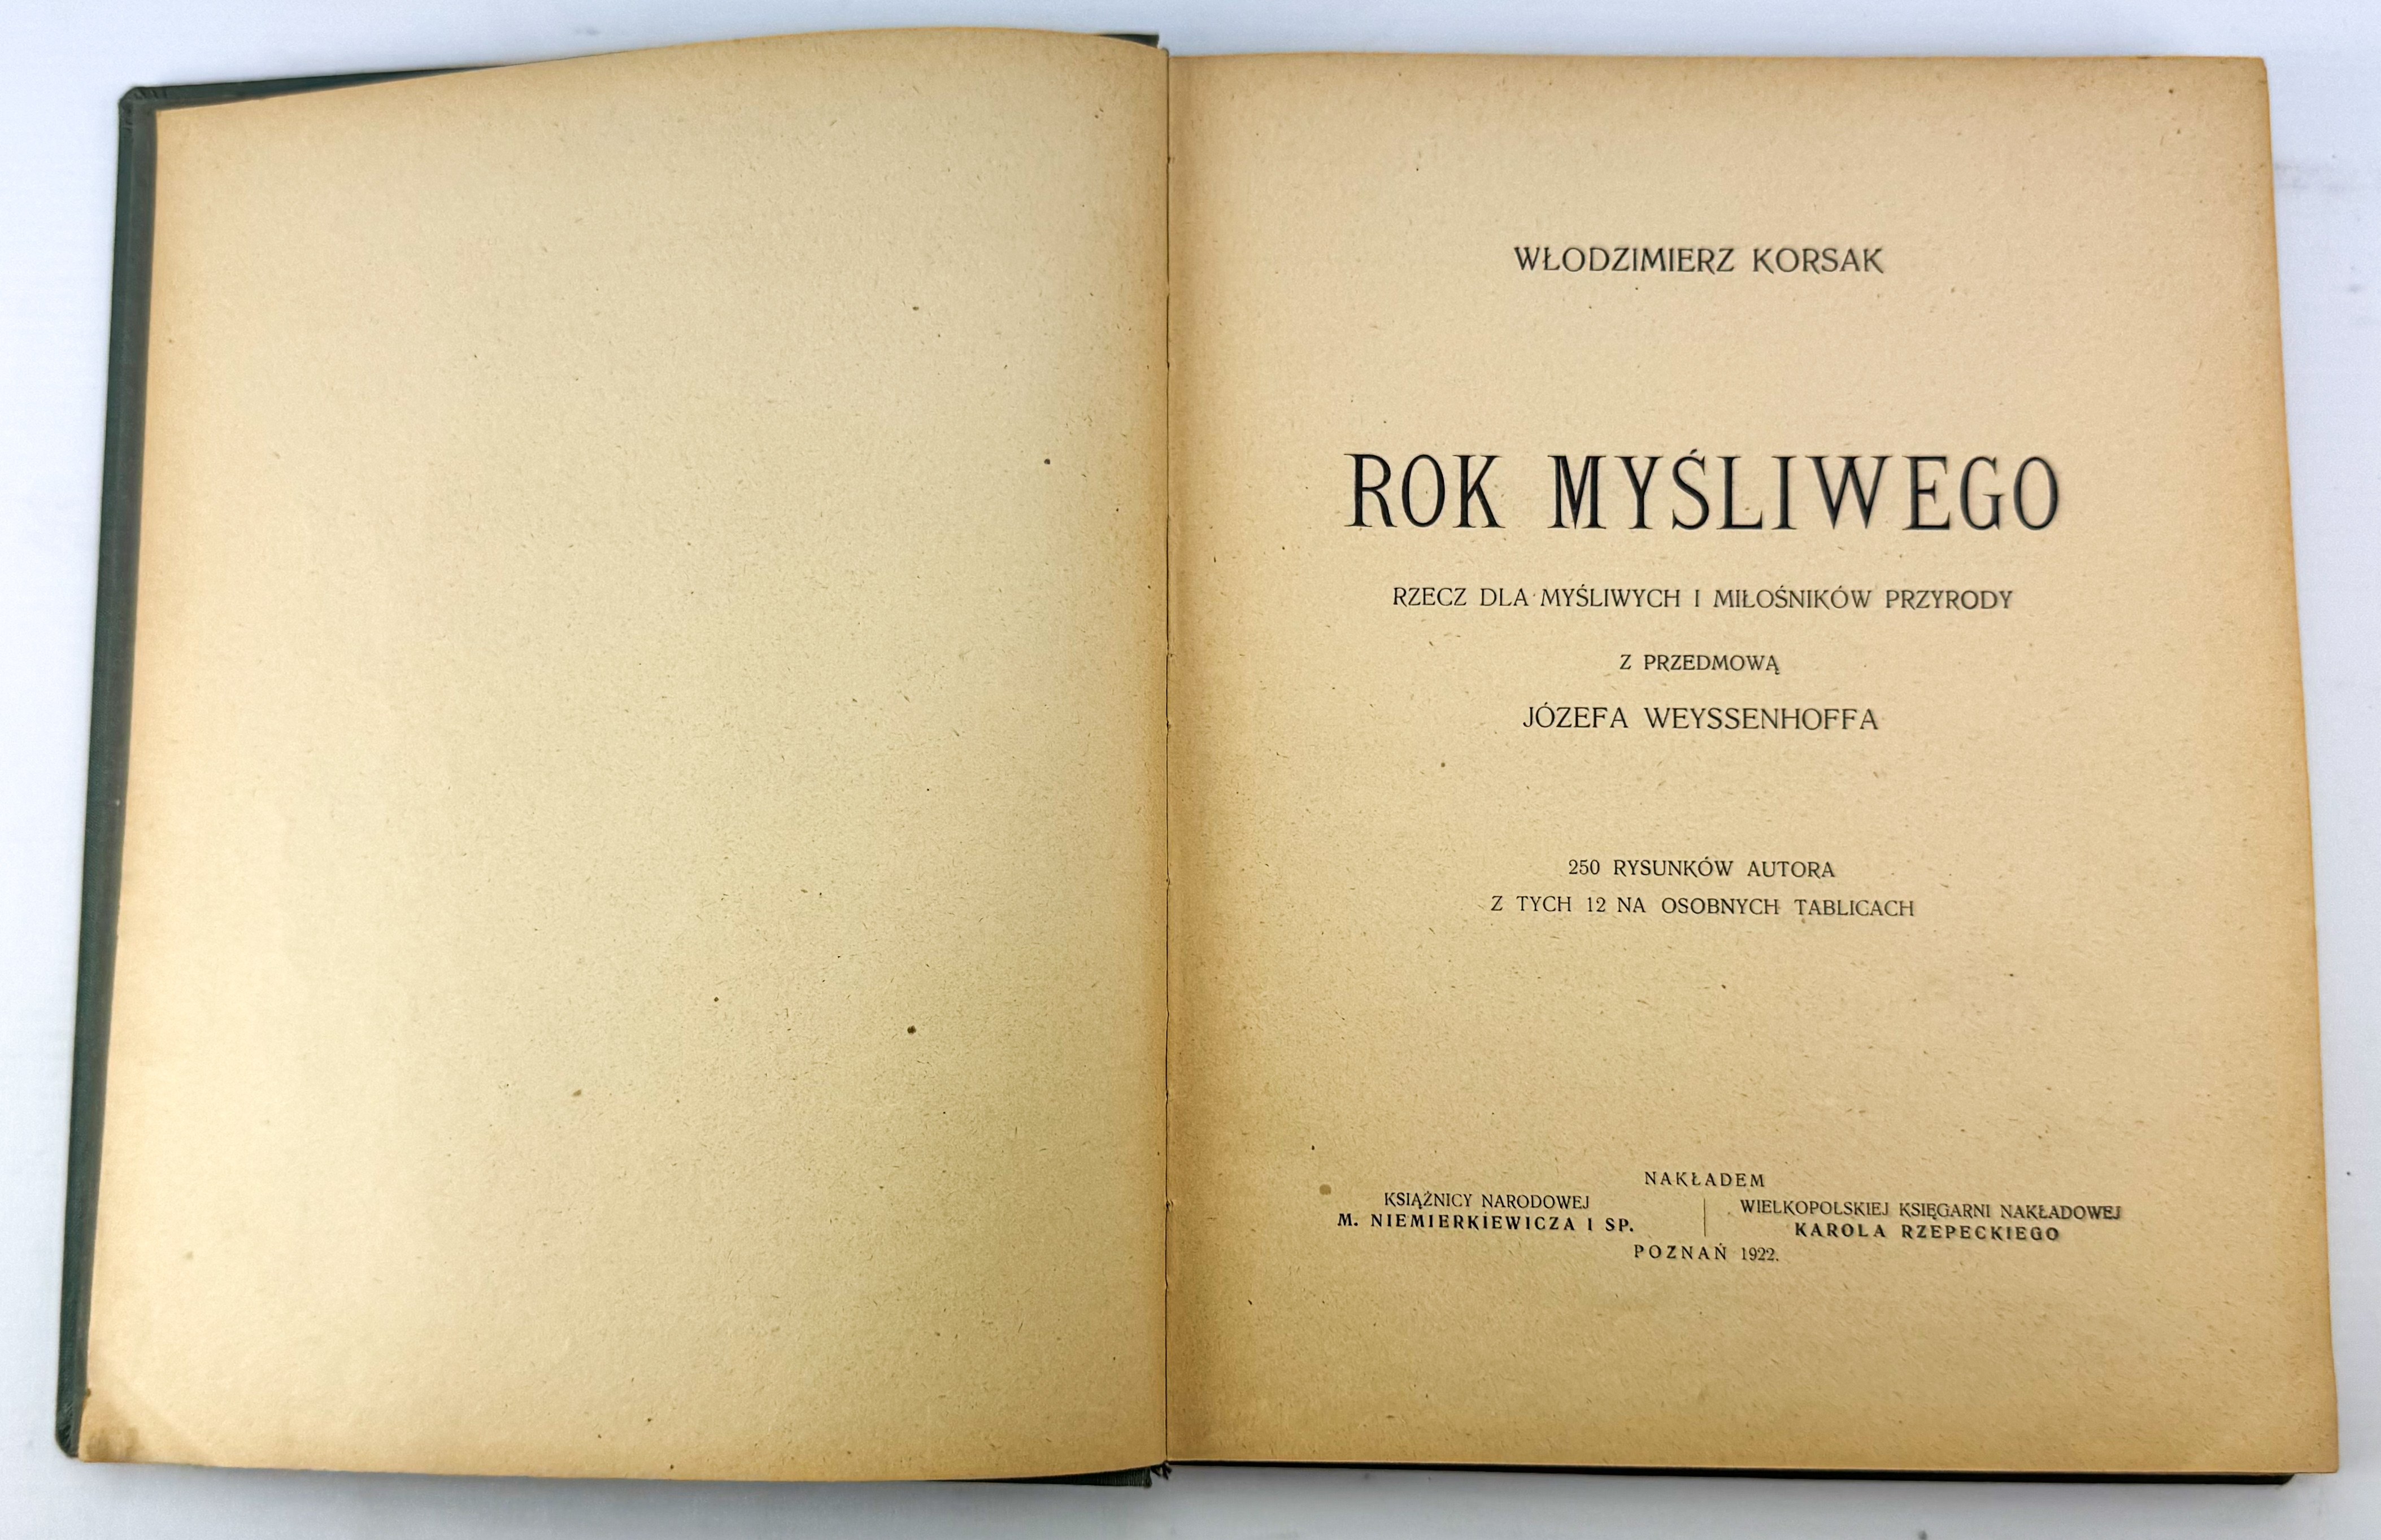 WŁODZIMIERZ KORSAK
ROK MYŚLIWEGO
RZECZ DLA MYŚLIWYCH I MIŁOŚNIKÓW PRZYRODY
Z PRZEDMOWĄ
JÓZEFA WEYSSENHOFFA
250 RYSUNKÓW AUTORA
Z TYCH 12 NA OSOBNYCH TABLICACH
NAKŁADEM
KSIĄŻNICY NARODOWEJ
M. NIEMIERKIEWICZA I SP.
WIELKOPOLSKIEJ KSIĘGARNI NAKŁADOWEJ
KAROLA RZEPECKIEGO
POZNAŃ 1922.